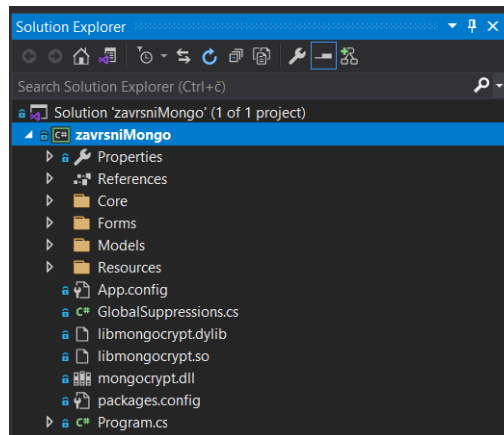 Solution Explorer
Search Solution Explorer (Ctrl+č)
Solution 'zavrsniMongo' (1 of 1 project)
C# zavrsniMongo
Properties
References
Core
Forms
Models
Resources
App.config
C# GlobalSuppressions.cs
libmongocrypt.dylib
libmongocrypt.so
mongocrypt.dll
packages.config
C# Program.cs